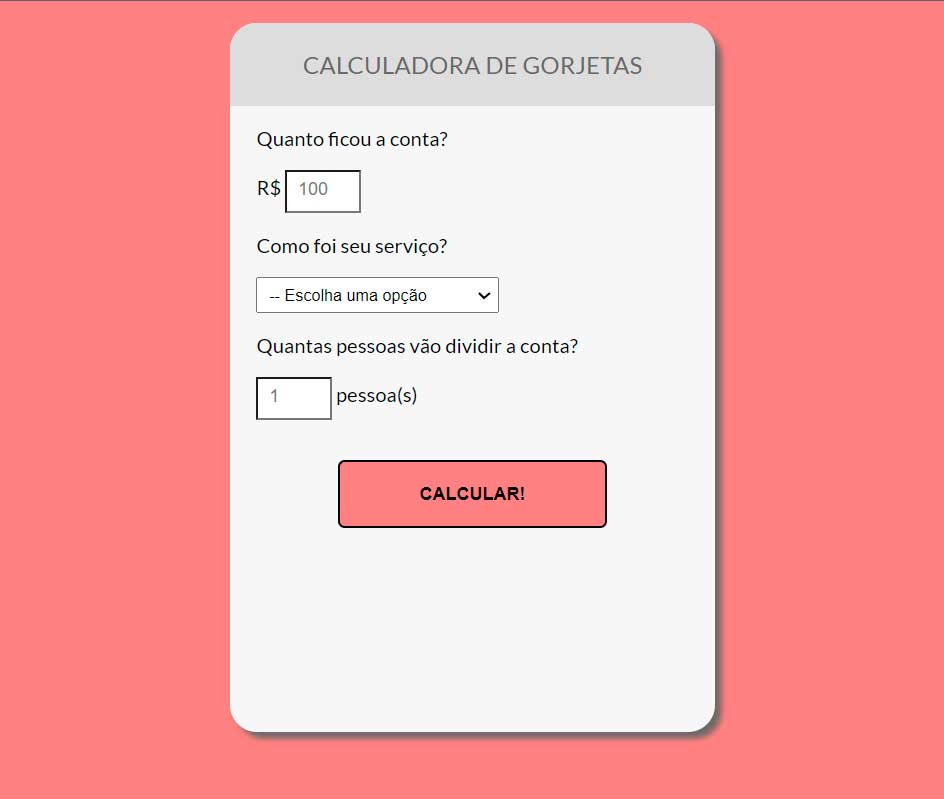 CALCULADORA DE GORJETAS
Quanto ficou a conta?
R$ 100
Como foi seu serviço?
-- Escolha uma opção
Quantas pessoas vão dividir a conta?
1 pessoa(s)
CALCULAR!